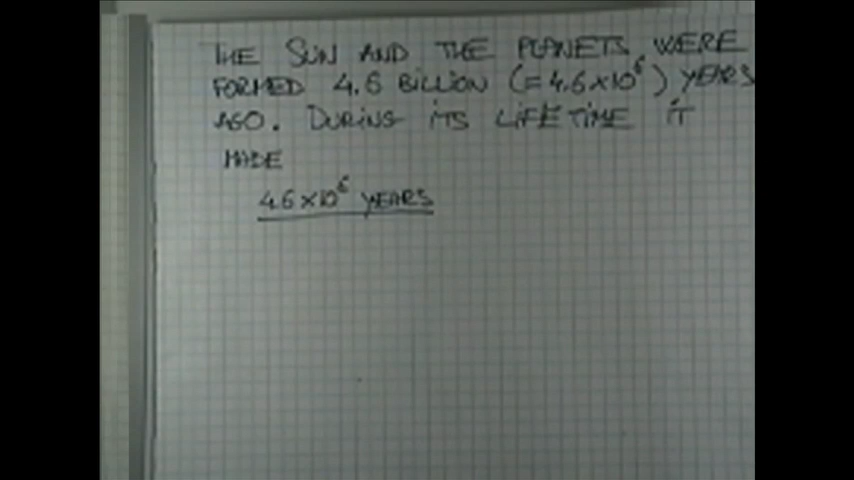 THE SUN AND THE PLANETS WERE
FORMED 4.6 BILLION (= 4.6 x 10⁶) YEARS
AGO. DURING ITS LIFETIME IT
MADE
4.6 x 10⁶ YEARS